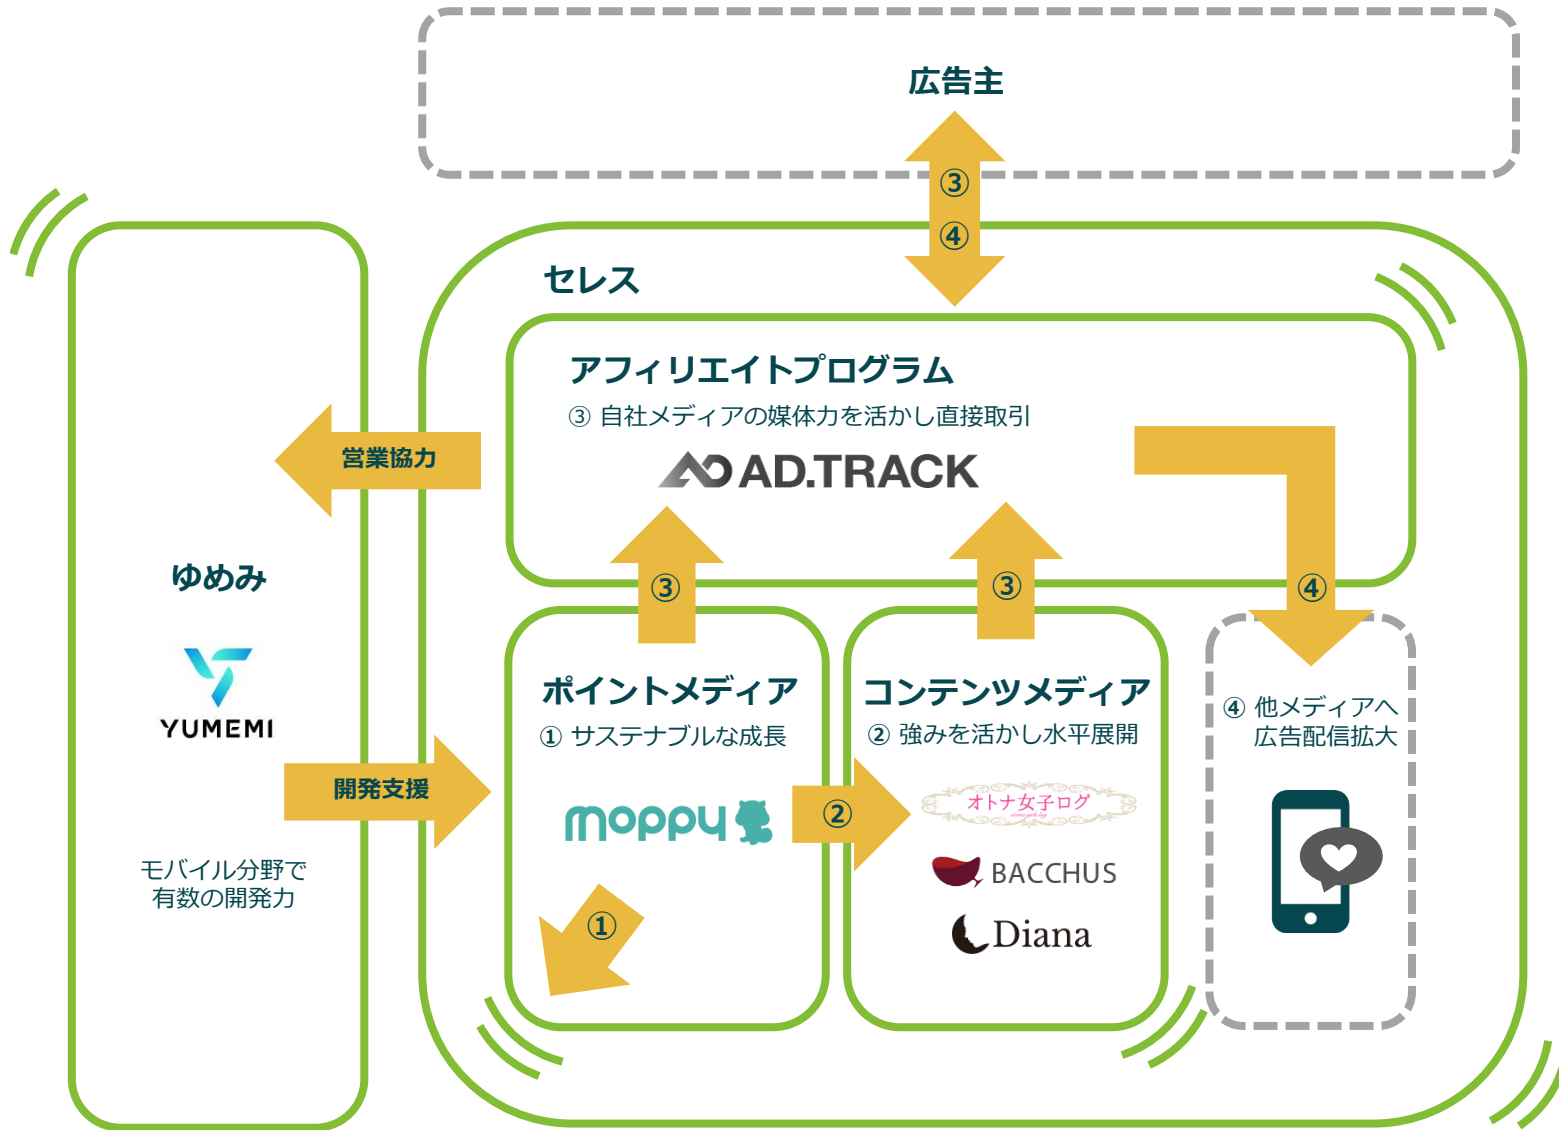 広告主
③
④
セレス
アフィリエイトプログラム
③ 自社メディアの媒体力を活かし直接取引
AD.TRACK
営業協力
③
③
④
ゆめみ
YUMEMI
開発支援
モバイル分野で
有数の開発力
ポイントメディア
① サステナブルな成長
moppy
①
②
コンテンツメディア
② 強みを活かし水平展開
オトナ女子ログ
BACCHUS
Diana
④ 他メディアへ
広告配信拡大